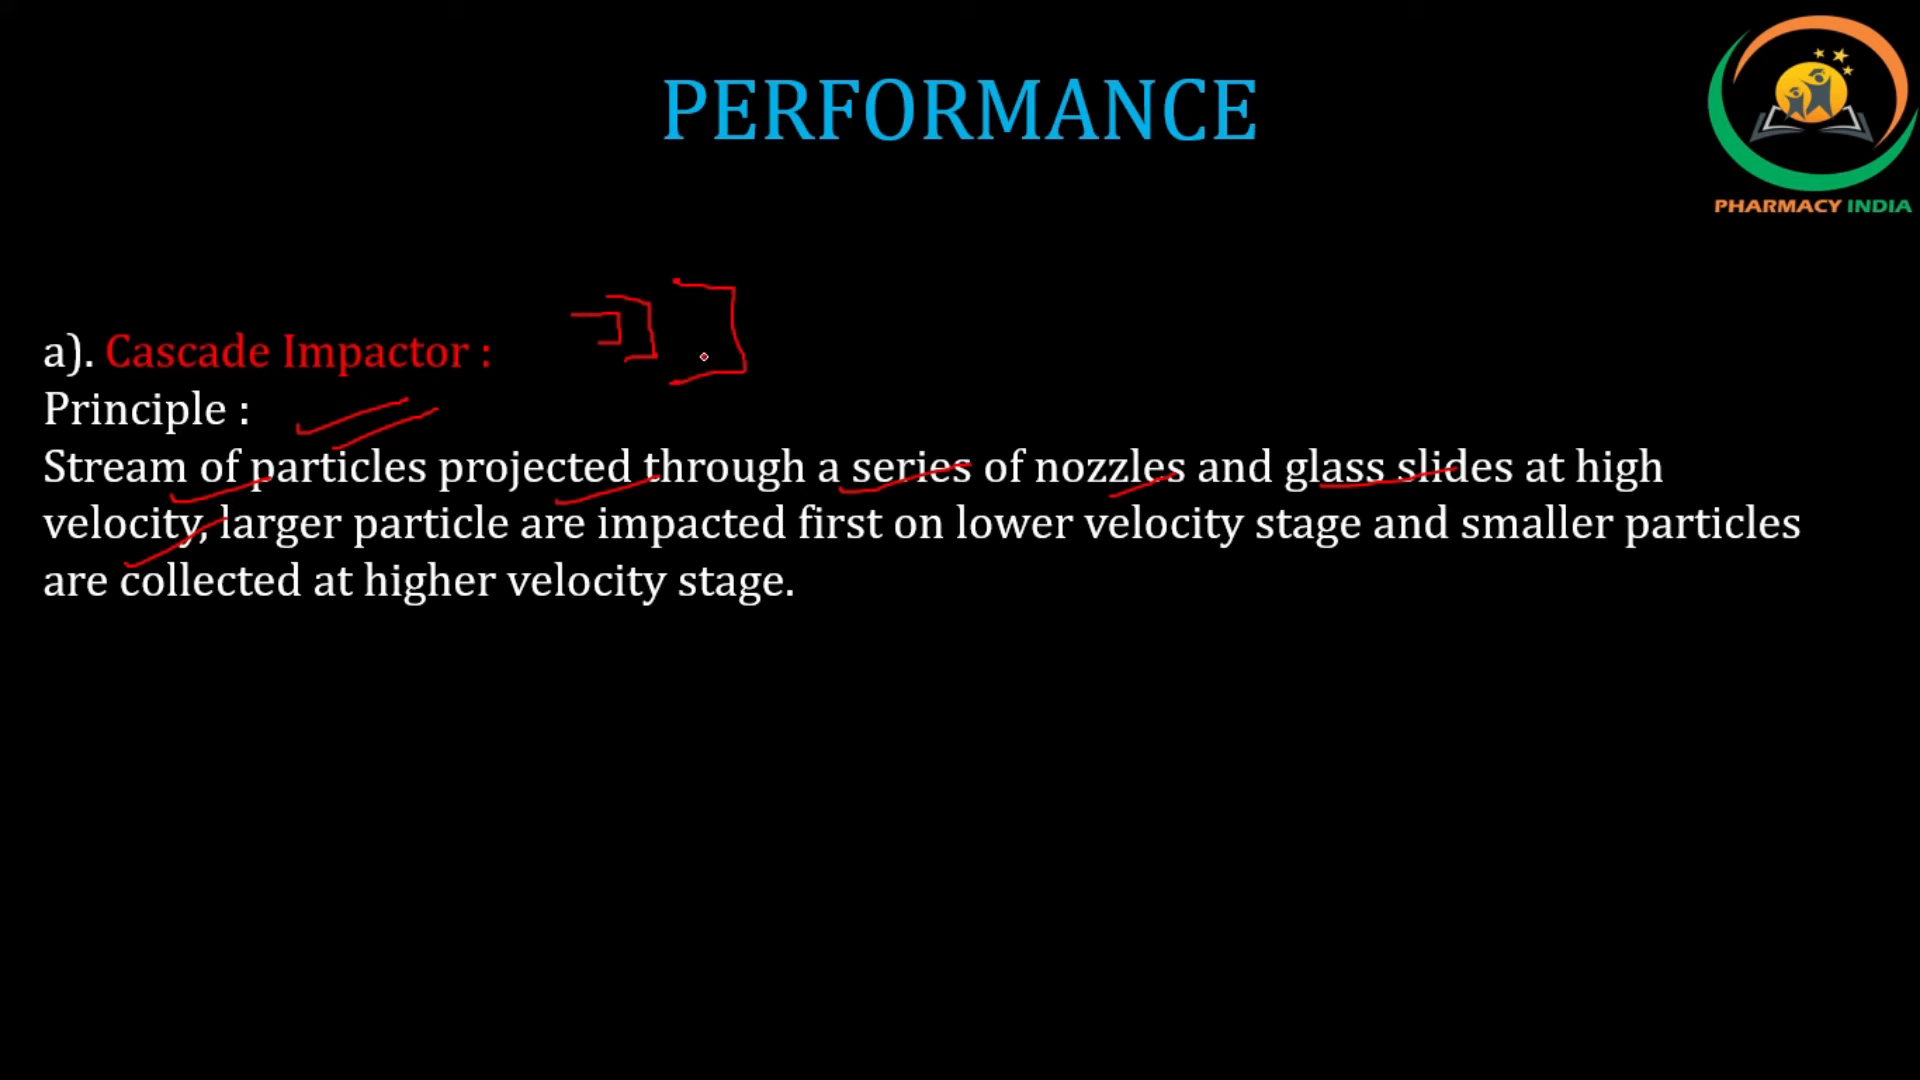 PERFORMANCE
PHARMACY INDIA
a). Cascade Impactor :
Principle :
Stream of particles projected through a series of nozzles and glass slides at high
velocity, larger particle are impacted first on lower velocity stage and smaller particles
are collected at higher velocity stage.